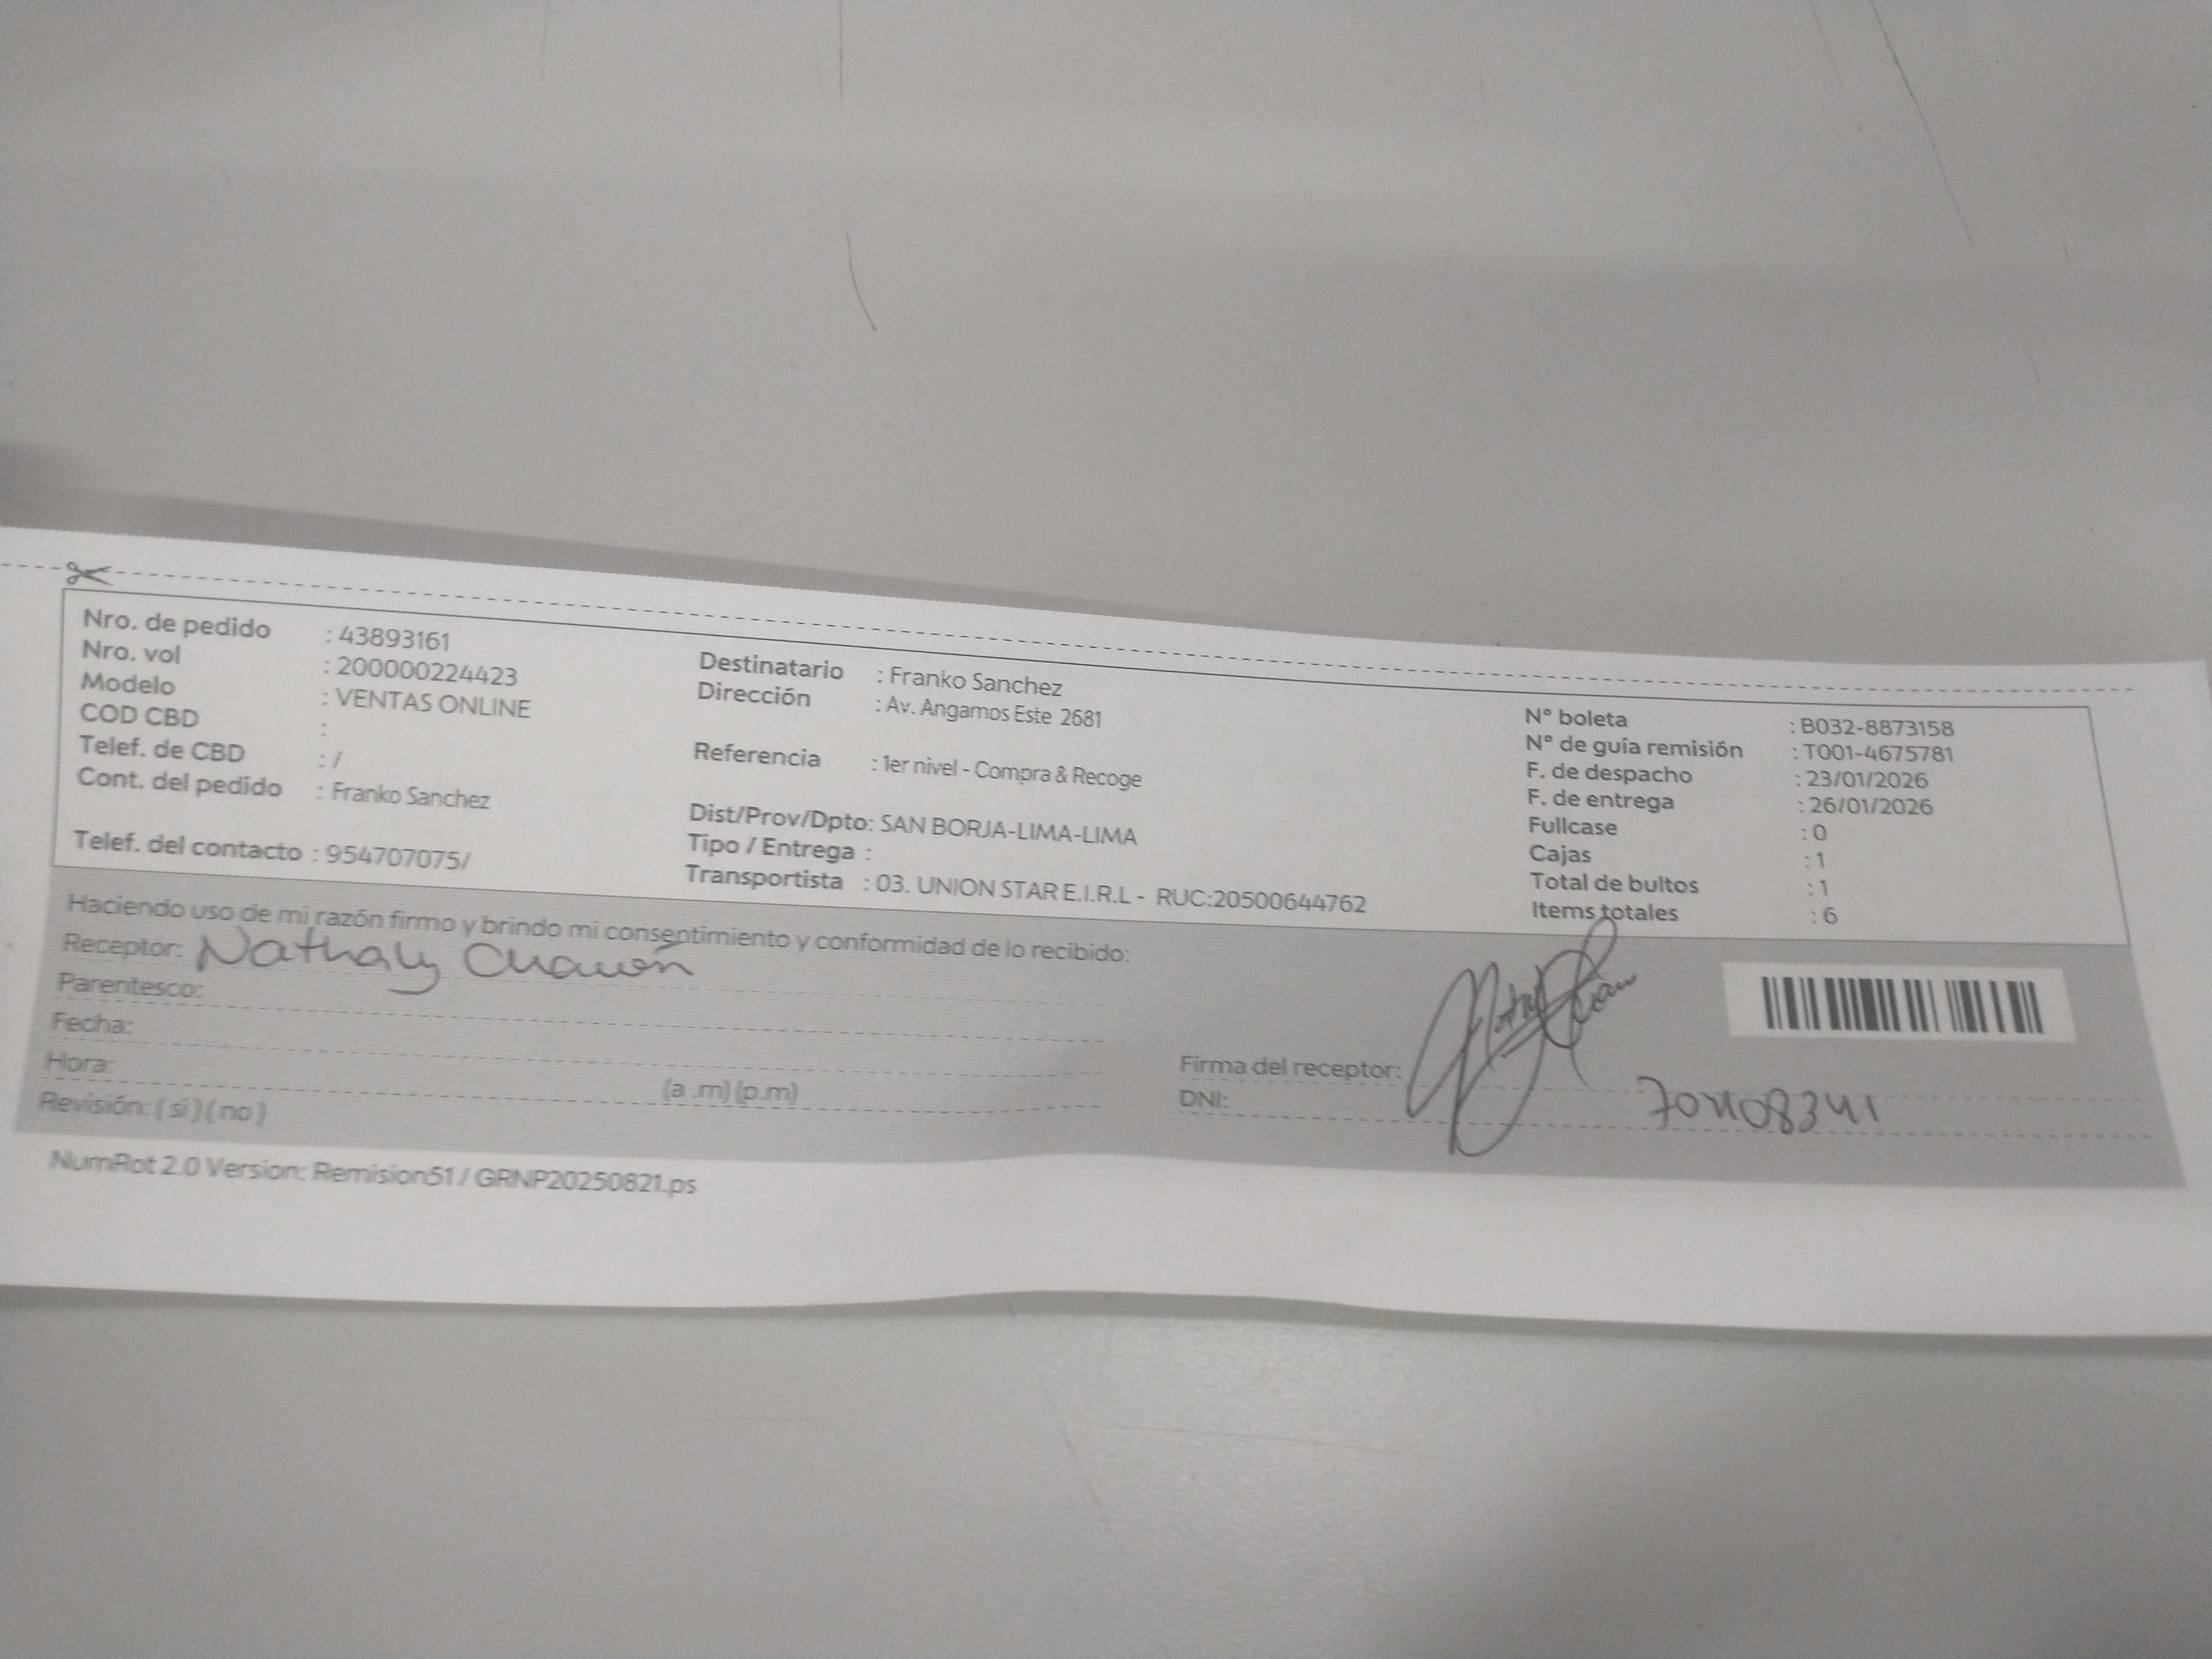 Nro. de pedido : 43893161
Nro. vol : 200000224423
Modelo : VENTAS ONLINE
COD CBD :
Telef. de CBD : /
Cont. del pedido : Franko Sanchez
Telef. del contacto : 954707075/
Destinatario : Franko Sanchez
Dirección : Av. Angamos Este 2681
Referencia : 1er nivel - Compra & Recoge
Dist/Prov/Dpto: SAN BORJA-LIMA-LIMA
Tipo / Entrega :
Transportista : 03. UNION STAR E.I.R.L - RUC:20500644762
N° boleta : B032-8873158
N° de guía remisión : T001-4675781
F. de despacho : 23/01/2026
F. de entrega : 26/01/2026
Fullcase : 0
Cajas : 1
Total de bultos : 1
Items totales : 6
Haciendo uso de mi razón firmo y brindo mi consentimiento y conformidad de lo recibido:
Receptor: Nathaly
Parentesco:
Fecha:
Hora: (a .m) (p.m)
Revisión: ( si ) ( no )
Firma del receptor:
DNI:
NumRot 2.0 Version: Remision51 / GRNP20250821.ps